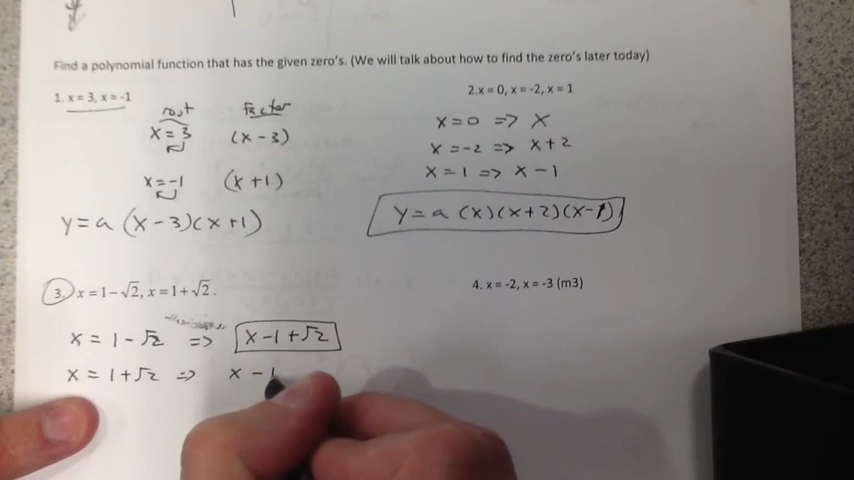 Find a polynomial function that has the given zero's. (We will talk about how to find the zero's later today)
1. x = 3, x = -1
root Factor
x = 3 (x - 3)
x = -1 (x + 1)
y = a (x - 3)(x + 1)
2.x = 0, x = -2, x = 1
x = 0 => x
x = -2 => x + 2
x = 1 => x - 1
y = a (x)(x + 2)(x - 1)
3. x = 1 - √2, x = 1 + √2.
x = 1 - √2 => x - 1 + √2
x = 1 + √2 => x - 1
4. x = -2, x = -3 (m3)